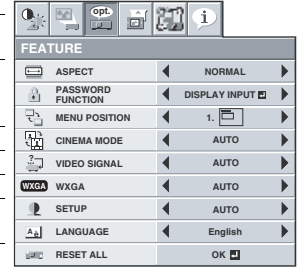 opt.
i
FEATURE
ASPECT NORMAL
PASSWORD FUNCTION DISPLAY INPUT
MENU POSITION 1.
CINEMA MODE AUTO
VIDEO SIGNAL AUTO
WXGA WXGA AUTO
SETUP AUTO
LANGUAGE English
RESET ALL OK